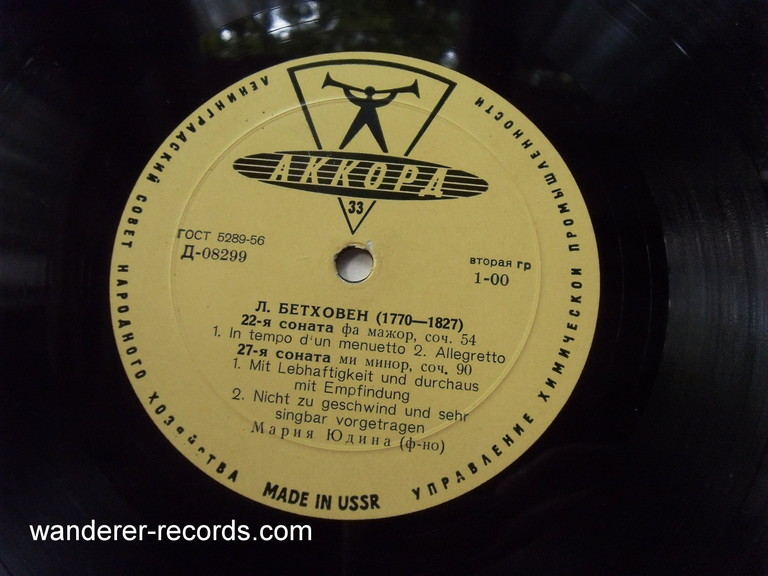 ЛЕНИНГРАДСКИЙ СОВЕТ НАРОДНОГО ХОЗЯЙСТВА
УПРАВЛЕНИЕ ХИМИЧЕСКОЙ ПРОМЫШЛЕННОСТИ
АККОРД
33
ГОСТ 5289-56
Д-08299
вторая гр
1-00
Л. БЕТХОВЕН (1770—1827)
22-я соната фа мажор, соч. 54
1. In tempo d'un menuetto 2. Allegretto
27-я соната ми минор, соч. 90
1. Mit Lebhaftigkeit und durchaus
mit Empfindung
2. Nicht zu geschwind und sehr
singbar vorgetragen
Мария Юдина (ф-но)
MADE IN USSR
wanderer-records.com